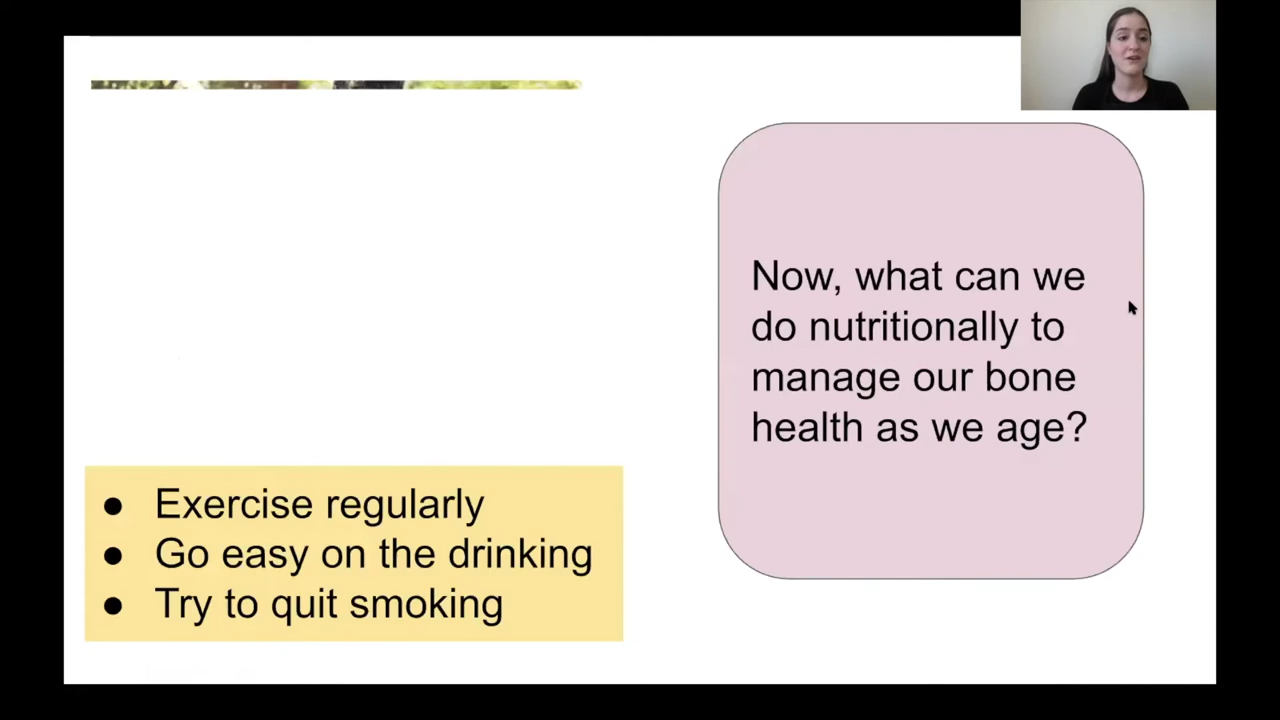 Now, what can we
do nutritionally to
manage our bone
health as we age?
● Exercise regularly
● Go easy on the drinking
● Try to quit smoking